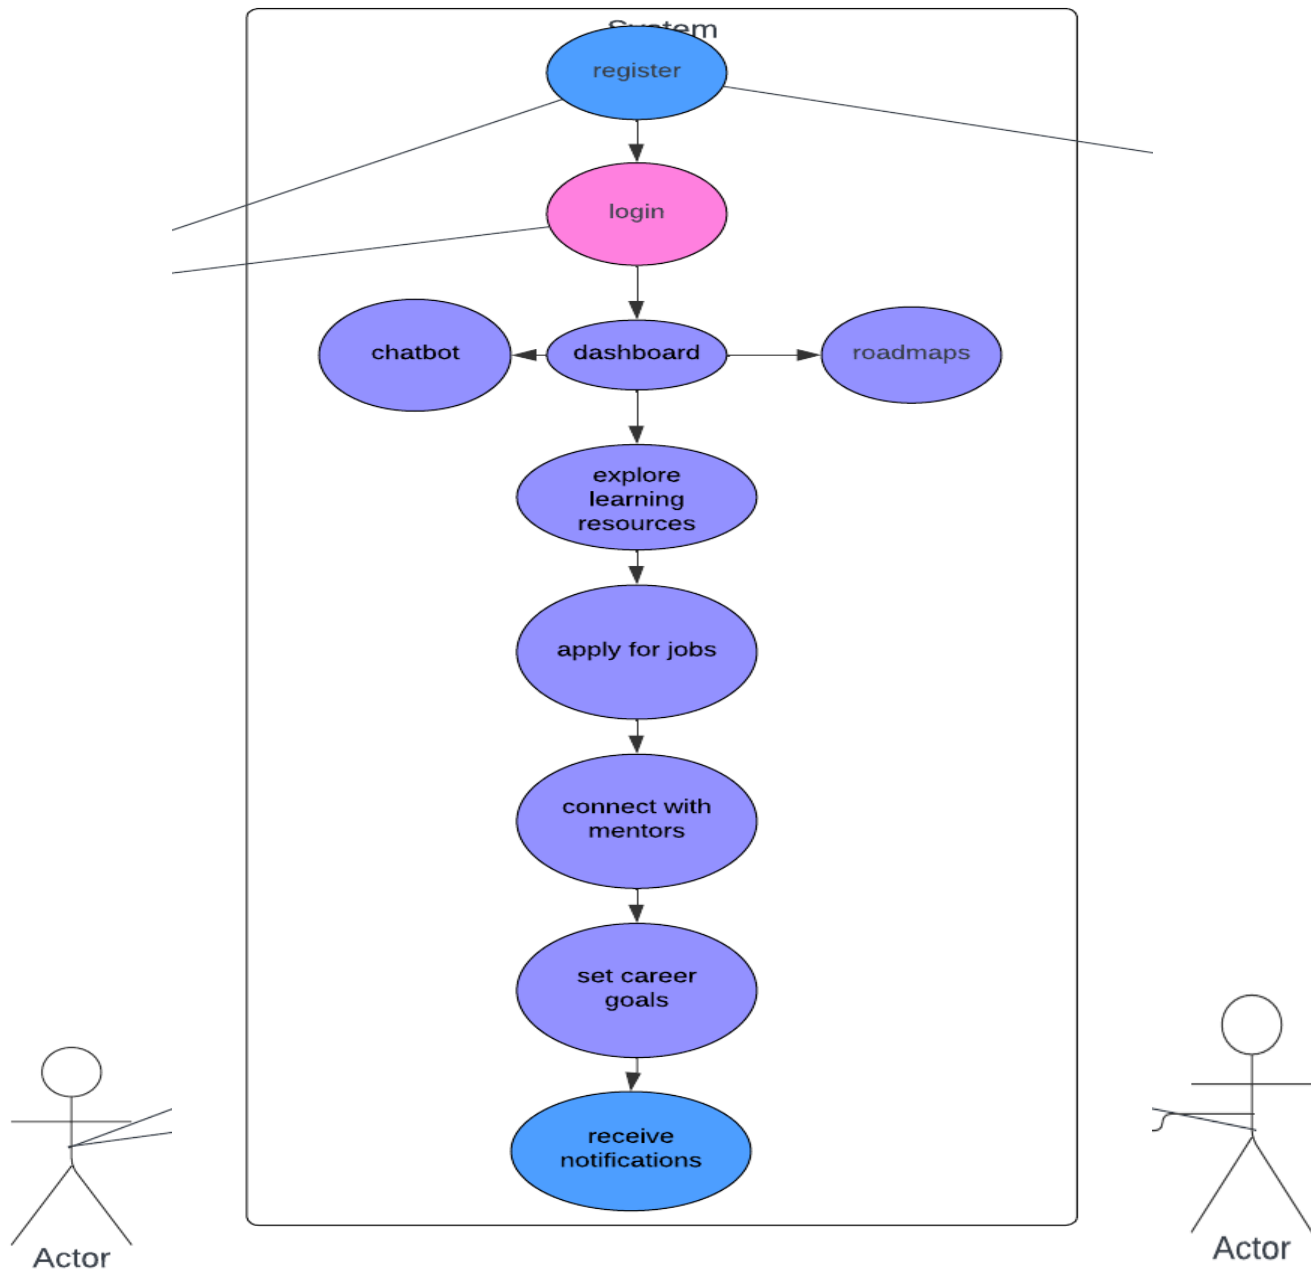 System
register
login
chatbot
dashboard
roadmaps
explore
learning
resources
apply for jobs
connect with
mentors
set career
goals
receive
notifications
Actor
Actor